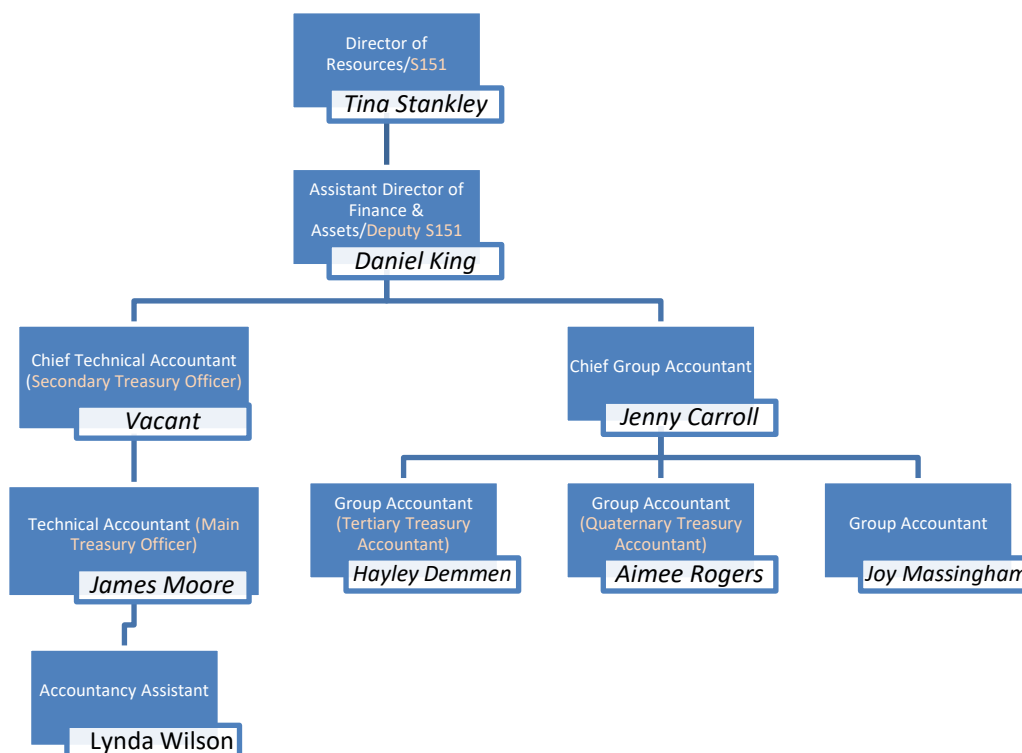 Director of
Resources/S151
Tina Stankley
Assistant Director of
Finance &
Assets/Deputy S151
Daniel King
Chief Technical Accountant
(Secondary Treasury Officer)
Vacant
Chief Group Accountant
Jenny Carroll
Technical Accountant (Main
Treasury Officer)
James Moore
Group Accountant
(Tertiary Treasury
Accountant)
Hayley Demmen
Group Accountant
(Quaternary Treasury
Accountant)
Aimee Rogers
Group Accountant
Joy Massingham
Accountancy Assistant
Lynda Wilson